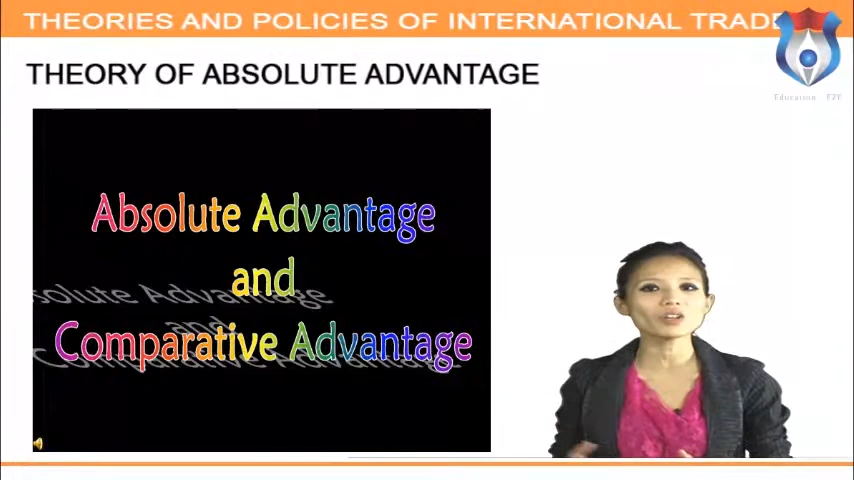 THEORIES AND POLICIES OF INTERNATIONAL TRADE
THEORY OF ABSOLUTE ADVANTAGE
Absolute Advantage
and
Comparative Advantage